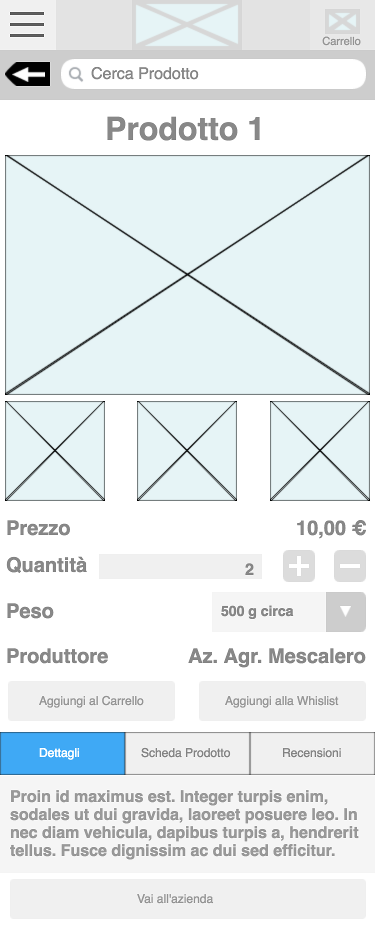 Carrello
Cerca Prodotto
Prodotto 1
Prezzo 10,00 €
Quantità 2
Peso 500 g circa
Produttore Az. Agr. Mescalero
Aggiungi al Carrello Aggiungi alla Whislist
Dettagli Scheda Prodotto Recensioni
Proin id maximus est. Integer turpis enim,
sodales ut dui gravida, laoreet posuere leo. In
nec diam vehicula, dapibus turpis a, hendrerit
tellus. Fusce dignissim ac dui sed efficitur.
Vai all'azienda